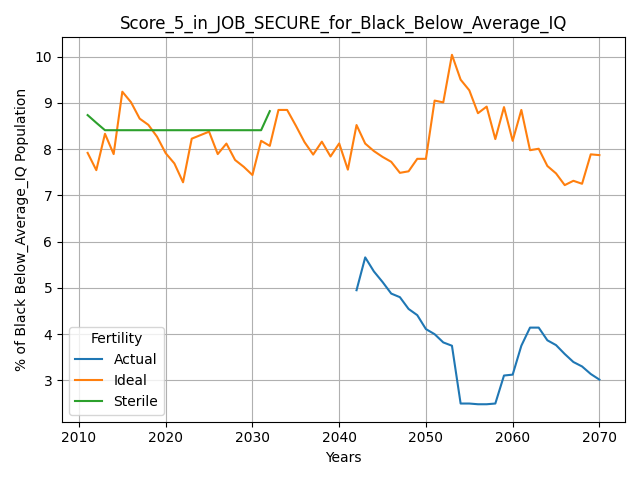 Score_5_in_JOB_SECURE_for_Black_Below_Average_IQ
% of Black Below_Average_IQ Population
10
9
8
7
6
5
4
3
Fertility
Actual
Ideal
Sterile
2010 2020 2030 2040 2050 2060 2070
Years